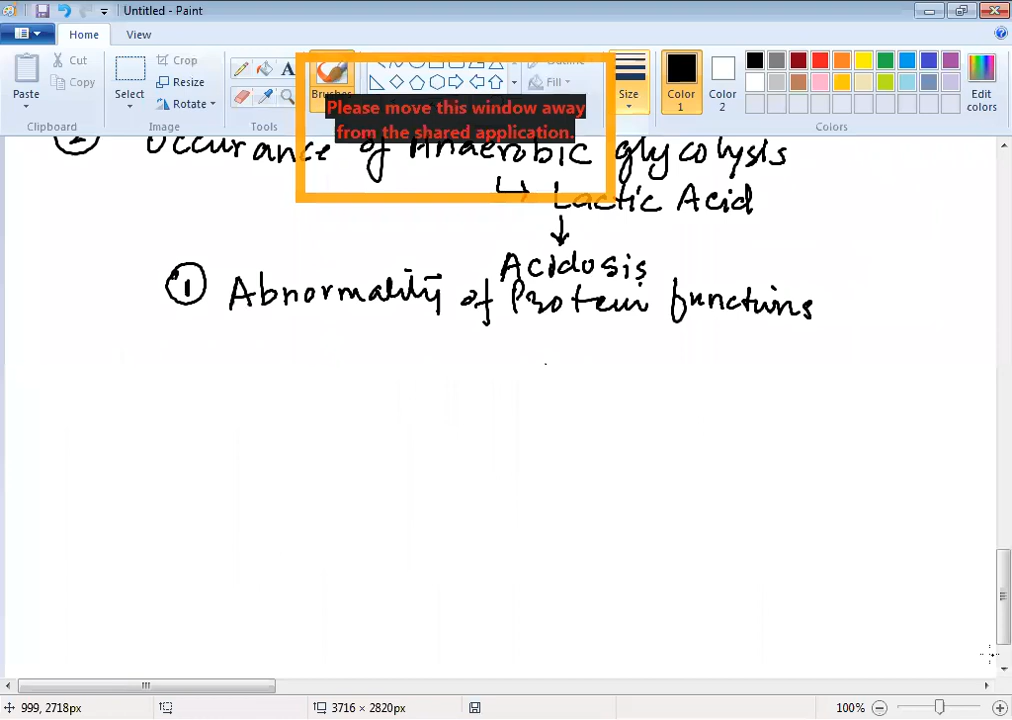 Untitled - Paint
Home View
Paste Cut Copy
Clipboard
Select Crop Resize Rotate
Image
A
Tools
Brushes
Outline
Fill
Size
Color 1
Color 2
Edit colors
Colors
Please move this window away
from the shared application.
2 Occurance of Anaerobic glycolysis
Lactic Acid
Acidosis
1 Abnormality of Protein functions
999, 2718px
3716 × 2820px
100%